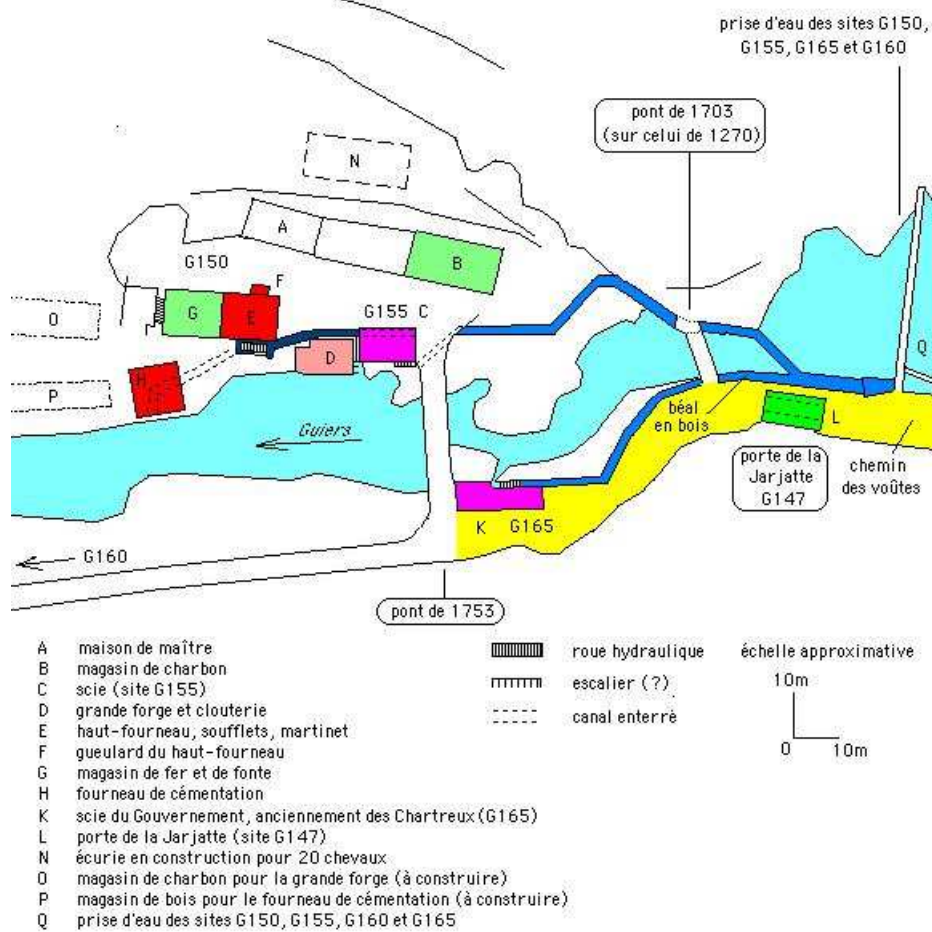 prise d'eau des sites G150,
G155, G165 et G160
pont de 1703
(sur celui de 1270)
N
A
B
G150
F
G155 C
O
G
E
Q
D
H
P
béal
en bois
L
Guiers
porte de la
Jarjatte
G147
chemin
des voûtes
K G165
G160
pont de 1753
A maison de maître
B magasin de charbon
C scie (site G155)
D grande forge et clouterie
E haut-fourneau, soufflets, martinet
F gueulard du haut-fourneau
G magasin de fer et de fonte
H fourneau de cémentation
K scie du Gouvernement, anciennement des Chartreux (G165)
L porte de la Jarjatte (site G147)
N écurie en construction pour 20 chevaux
O magasin de charbon pour la grande forge (à construire)
P magasin de bois pour le fourneau de cémentation (à construire)
Q prise d'eau des sites G150, G155, G160 et G165
roue hydraulique
escalier (?)
canal enterré
échelle approximative
10m
0 10m